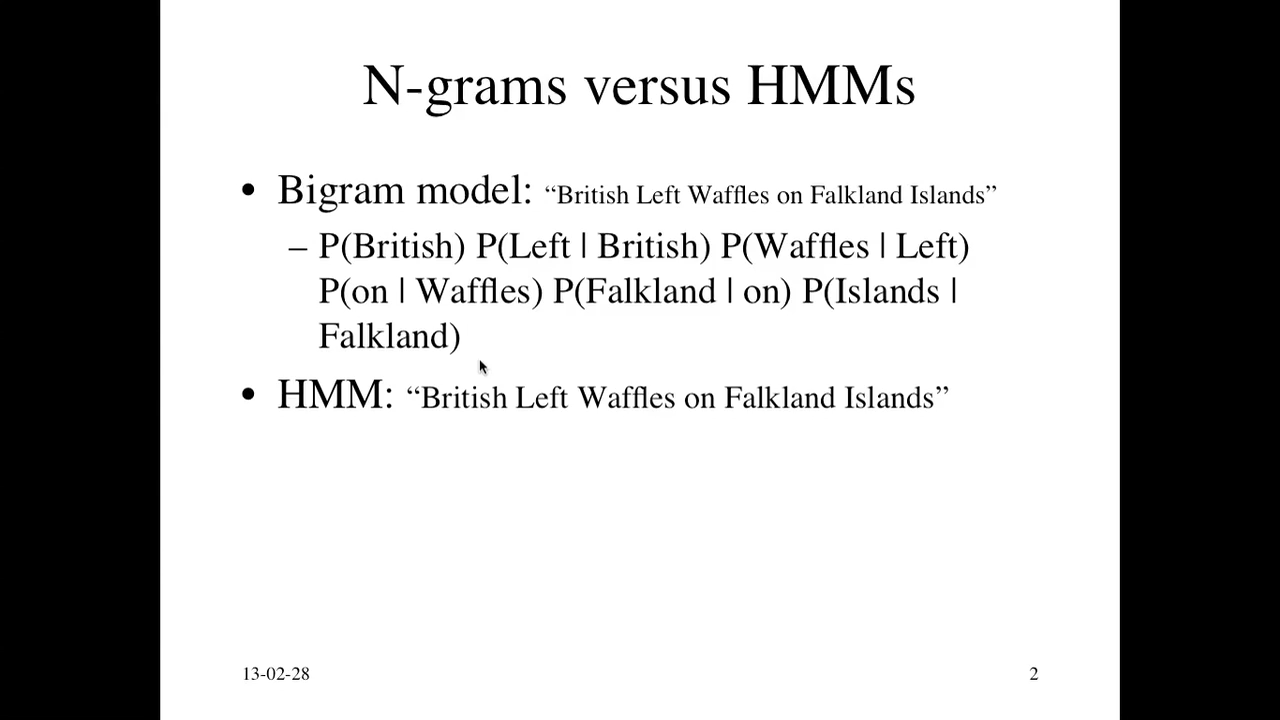 N-grams versus HMMs
• Bigram model: “British Left Waffles on Falkland Islands”
– P(British) P(Left | British) P(Waffles | Left)
P(on | Waffles) P(Falkland | on) P(Islands |
Falkland)
• HMM: “British Left Waffles on Falkland Islands”
13-02-28
2